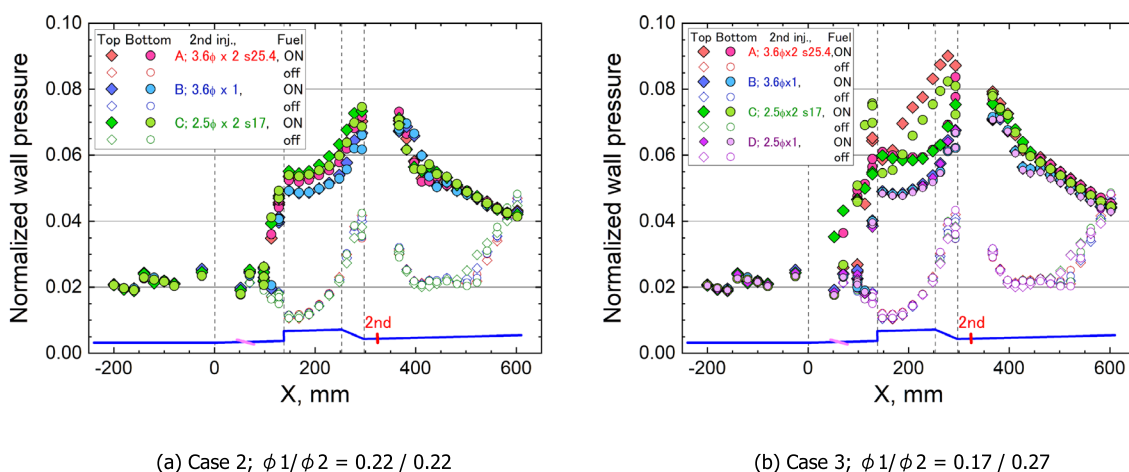 0.10
0.08
0.06
0.04
0.02
0.00
Normalized wall pressure
Top Bottom 2nd inj., Fuel
A; 3.6φ x 2 s25.4, ON
off
B; 3.6φ x 1, ON
off
C; 2.5φ x 2 s17, ON
off
2nd
-200 0 200 400 600
X, mm
(a) Case 2; φ1/φ2 = 0.22 / 0.22
0.10
0.08
0.06
0.04
0.02
0.00
Normalized wall pressure
Top Bottom 2nd inj., Fuel
A; 3.6φx2 s25.4, ON
off
B; 3.6φx1, ON
off
C; 2.5φx2 s17, ON
off
D; 2.5φx1, ON
off
2nd
-200 0 200 400 600
X, mm
(b) Case 3; φ1/φ2 = 0.17 / 0.27